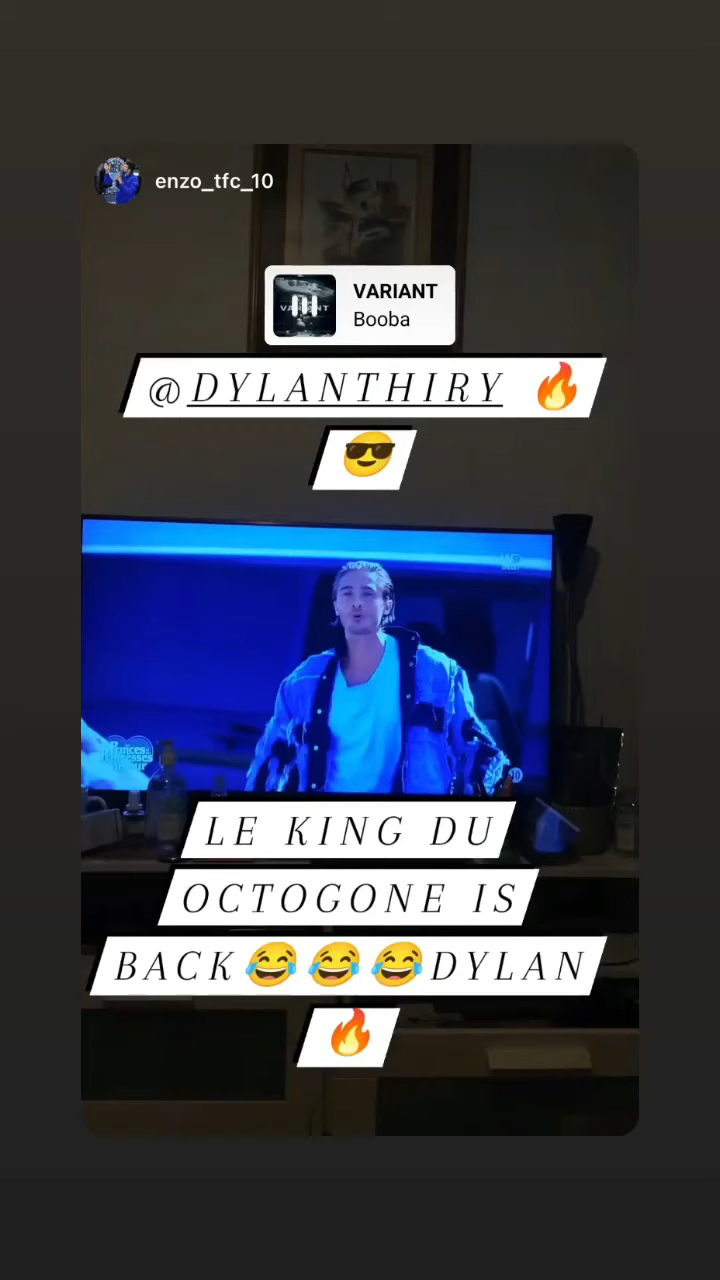 enzo_tfc_10
VARIANT
Booba
@DYLANTHIRY 🔥
😎
LE KING DU
OCTOGONE IS
BACK😂😂😂DYLAN
🔥